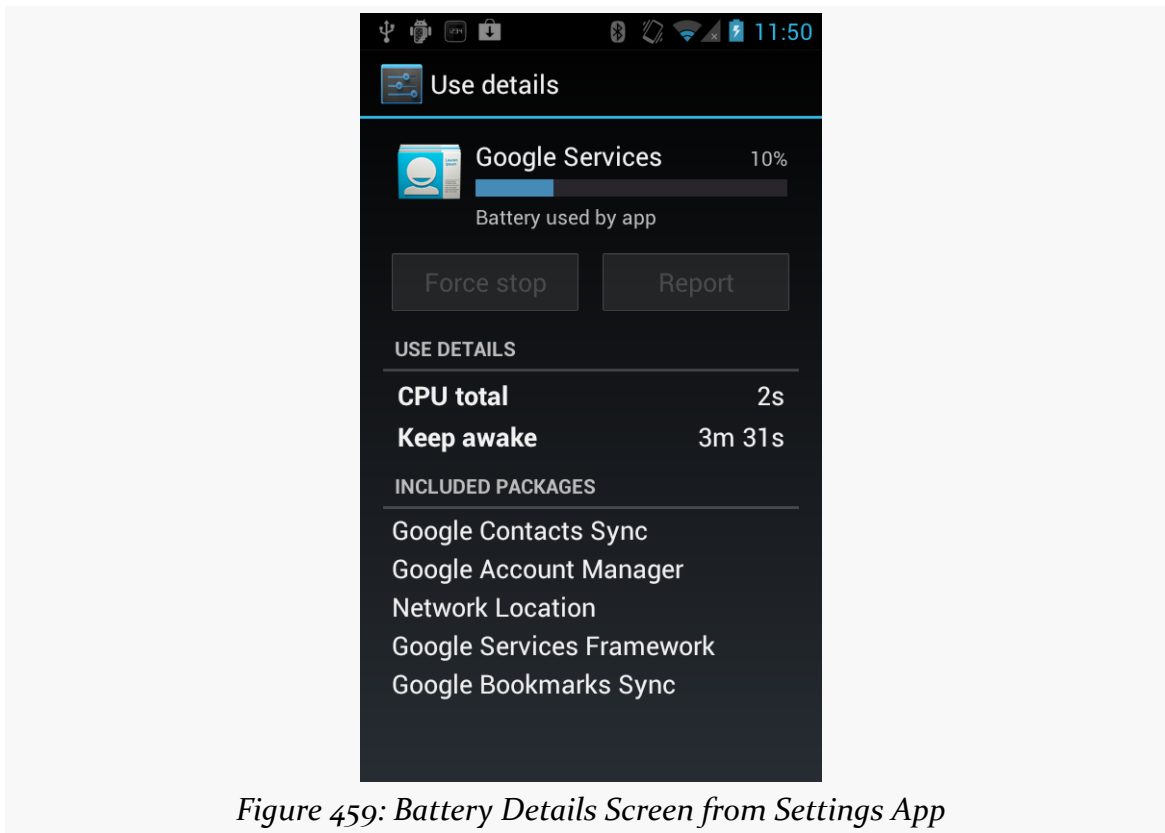 11:50
Use details
Google Services 10%
Battery used by app
Force stop Report
USE DETAILS
CPU total 2s
Keep awake 3m 31s
INCLUDED PACKAGES
Google Contacts Sync
Google Account Manager
Network Location
Google Services Framework
Google Bookmarks Sync
Figure 459: Battery Details Screen from Settings App